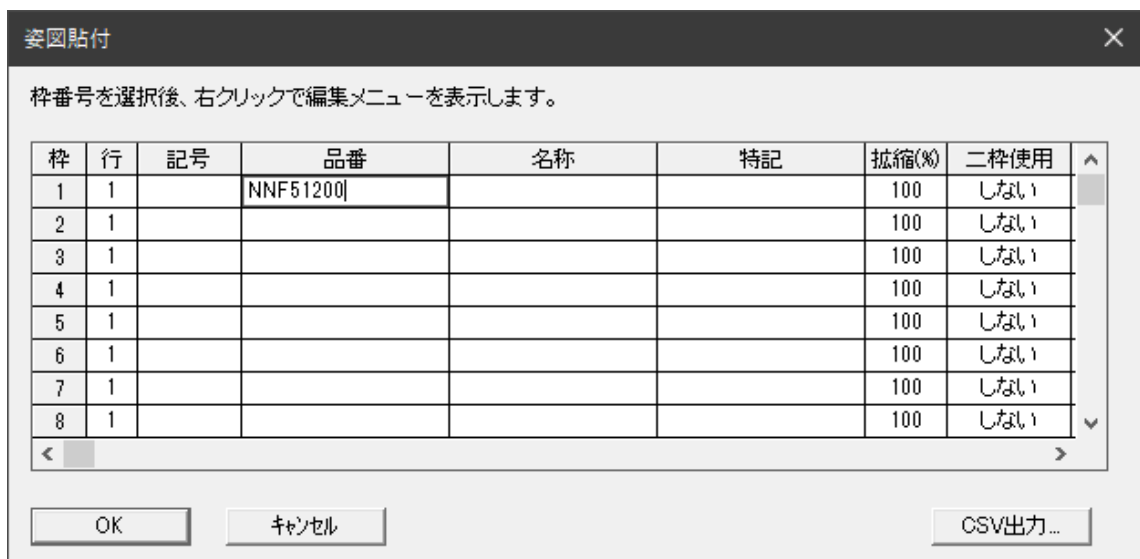 姿図貼付
枠番号を選択後、右クリックで編集メニューを表示します。
枠 行 記号 品番 名称 特記 拡縮(%) 二枠使用
1 1 NNF51200 100 しない
2 1 100 しない
3 1 100 しない
4 1 100 しない
5 1 100 しない
6 1 100 しない
7 1 100 しない
8 1 100 しない
OK キャンセル CSV出力...